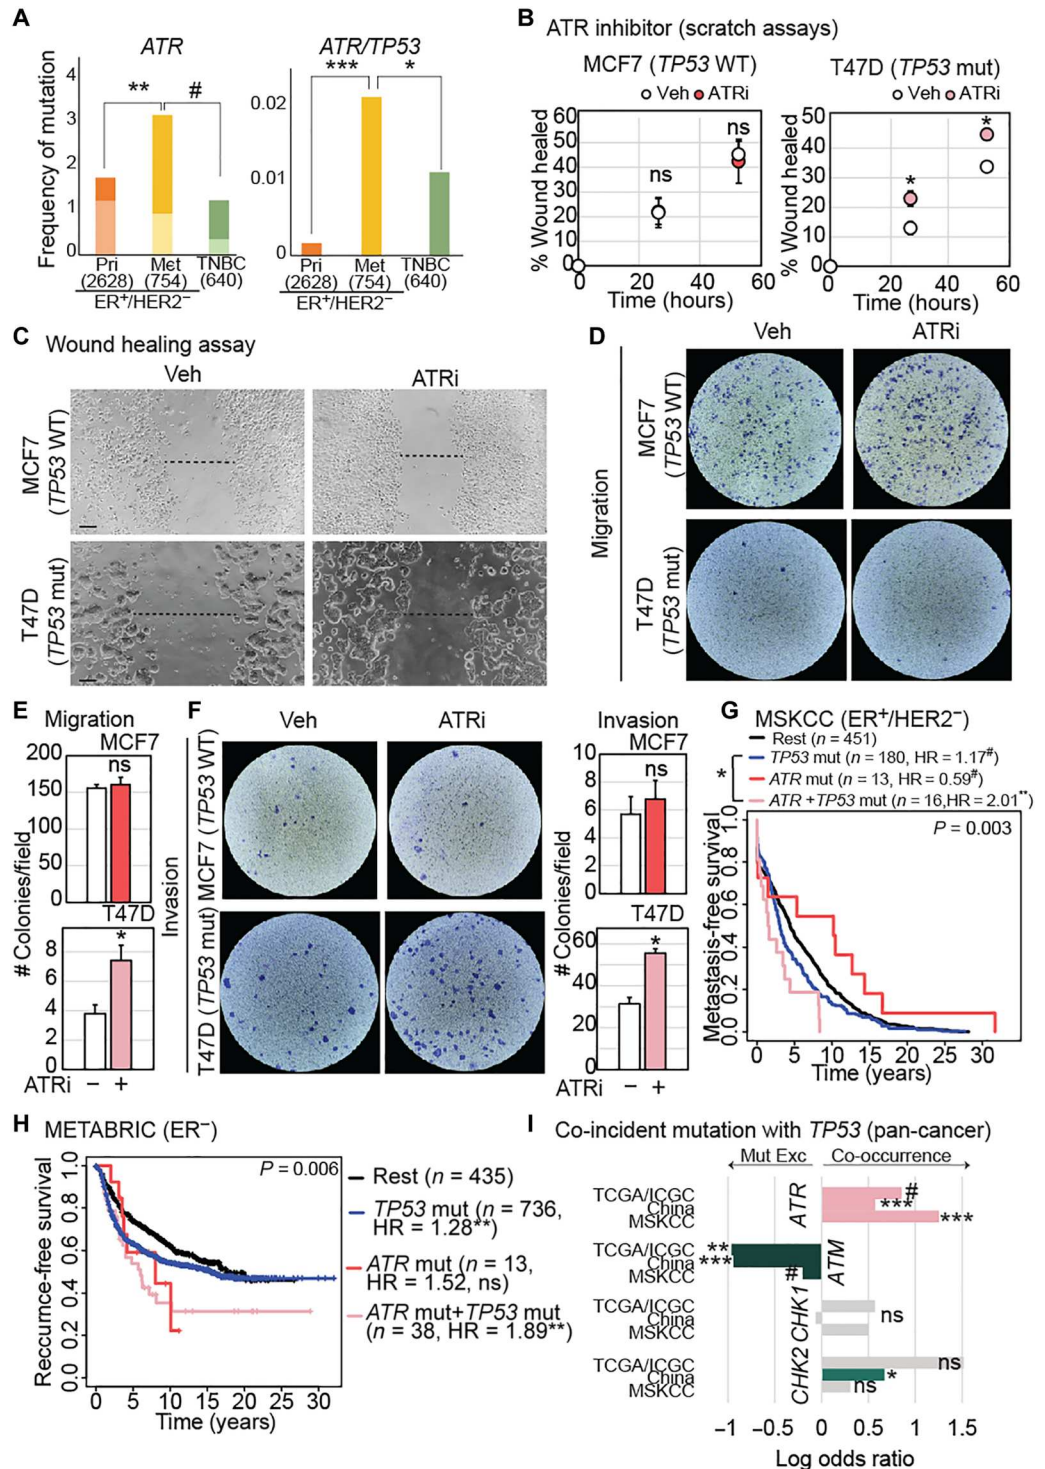 A
ATR
ATR/TP53
Frequency of mutation
4
3
2
1
0
**
#
0.02
0.01
0
***
*
Pri
(2628)
Met
(754)
TNBC
(640)
ER⁺/HER2⁻
Pri
(2628)
Met
(754)
TNBC
(640)
ER⁺/HER2⁻
B ATR inhibitor (scratch assays)
MCF7 (TP53 WT)
Veh ATRi
% Wound healed
60
50
40
30
20
10
0
ns
ns
0 20 40 60
Time (hours)
T47D (TP53 mut)
Veh ATRi
% Wound healed
50
40
30
20
10
0
*
*
0 20 40 60
Time (hours)
C Wound healing assay
Veh
ATRi
MCF7
(TP53 WT)
T47D
(TP53 mut)
D
Veh
ATRi
Migration
MCF7
(TP53 WT)
T47D
(TP53 mut)
E
Migration
MCF7
200
150
100
50
0
ns
T47D
8
6
4
2
0
*
# Colonies/field
ATRi − +
F
Veh
ATRi
Invasion
MCF7 (TP53 WT)
T47D (TP53 mut)
Invasion
MCF7
10
8
6
4
2
0
ns
T47D
60
40
20
0
*
# Colonies/field
ATRi − +
G MSKCC (ER⁺/HER2⁻)
Rest (n = 451)
TP53 mut (n = 180, HR = 1.17#)
ATR mut (n = 13, HR = 0.59#)
ATR +TP53 mut (n = 16,HR = 2.01**)
*
P = 0.003
Metastasis-free survival
1.0
0.8
0.6
0.4
0.2
0.0
0 5 10 15 20 25 30
Time (years)
H METABRIC (ER⁻)
P = 0.006
Reccurnce-free survival
1.0
0.8
0.6
0.4
0.2
0.0
0 5 10 15 20 25 30
Time (years)
Rest (n = 435)
TP53 mut (n = 736,
HR = 1.28**)
ATR mut (n = 13,
HR = 1.52, ns)
ATR mut+TP53 mut
(n = 38, HR = 1.89**)
I Co-incident mutation with TP53 (pan-cancer)
Mut Exc Co-occurrence
TCGA/ICGC
China
MSKCC
ATR
#
***
***
TCGA/ICGC
China
MSKCC
ATM
**
***
#
TCGA/ICGC
China
MSKCC
CHK1
ns
TCGA/ICGC
China
MSKCC
CHK2
ns
*
ns
−1 −0.5 0 0.5 1 1.5
Log odds ratio